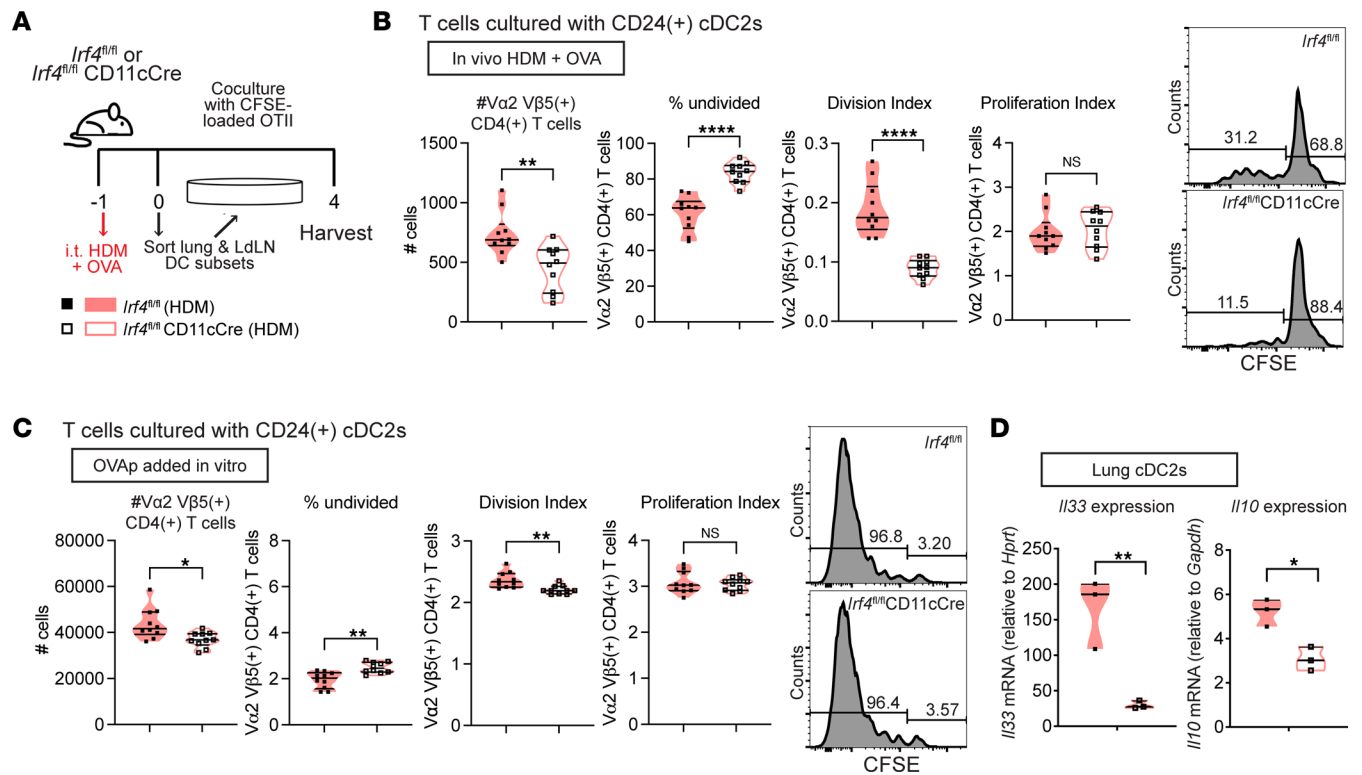 A
Irf4fl/fl or
Irf4fl/fl CD11cCre
Coculture
with CFSE-
loaded OTII
-1
0
4
i.t. HDM
+ OVA
Sort lung & LdLN
DC subsets
Harvest
Irf4fl/fl (HDM)
Irf4fl/fl CD11cCre (HDM)
B
T cells cultured with CD24(+) cDC2s
In vivo HDM + OVA
#Vα2 Vβ5(+)
CD4(+) T cells
# cells
1500
1000
500
0
**
% undivided
Vα2 Vβ5(+) CD4(+) T cells
100
80
60
40
20
0
****
Division Index
Vα2 Vβ5(+) CD4(+) T cells
0.3
0.2
0.1
0.0
****
Proliferation Index
Vα2 Vβ5(+) CD4(+) T cells
4
3
2
1
0
NS
Counts
Irf4fl/fl
31.2
68.8
Counts
Irf4fl/flCD11cCre
11.5
88.4
CFSE
C
T cells cultured with CD24(+) cDC2s
OVAp added in vitro
#Vα2 Vβ5(+)
CD4(+) T cells
# cells
80000
60000
40000
20000
0
*
% undivided
Vα2 Vβ5(+) CD4(+) T cells
8
6
4
2
0
**
Division Index
Vα2 Vβ5(+) CD4(+) T cells
3
2
1
0
**
Proliferation Index
Vα2 Vβ5(+) CD4(+) T cells
4
3
2
1
0
NS
Counts
Irf4fl/fl
96.8
3.20
Counts
Irf4fl/flCD11cCre
96.4
3.57
CFSE
D
Lung cDC2s
Il33 expression
Il33 mRNA (relative to Hprt)
250
200
150
100
50
0
**
Il10 expression
Il10 mRNA (relative to Gapdh)
8
6
4
2
0
*